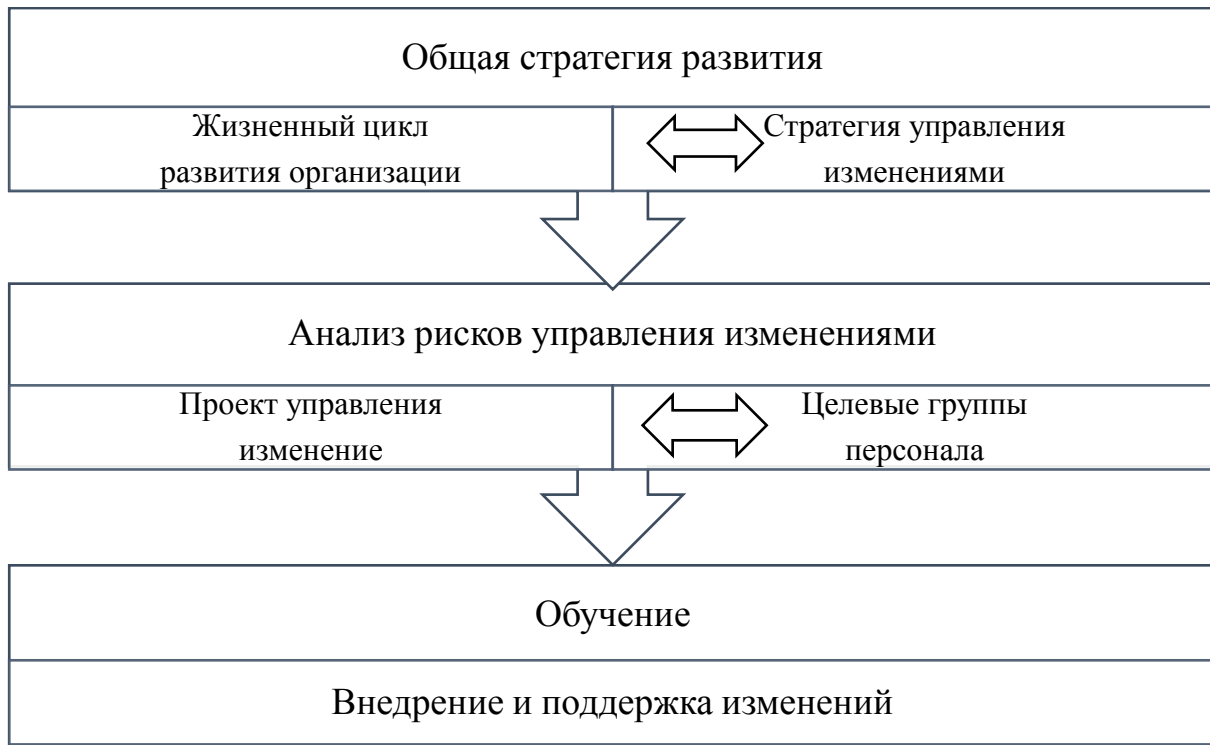 Общая стратегия развития
Жизненный цикл
развития организации
Стратегия управления
изменениями
Анализ рисков управления изменениями
Проект управления
изменение
Целевые группы
персонала
Обучение
Внедрение и поддержка изменений